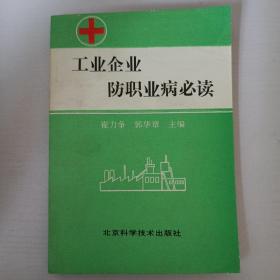 工业企业
防职业病必读
崔力争 郭华章 主编
北京科学技术出版社